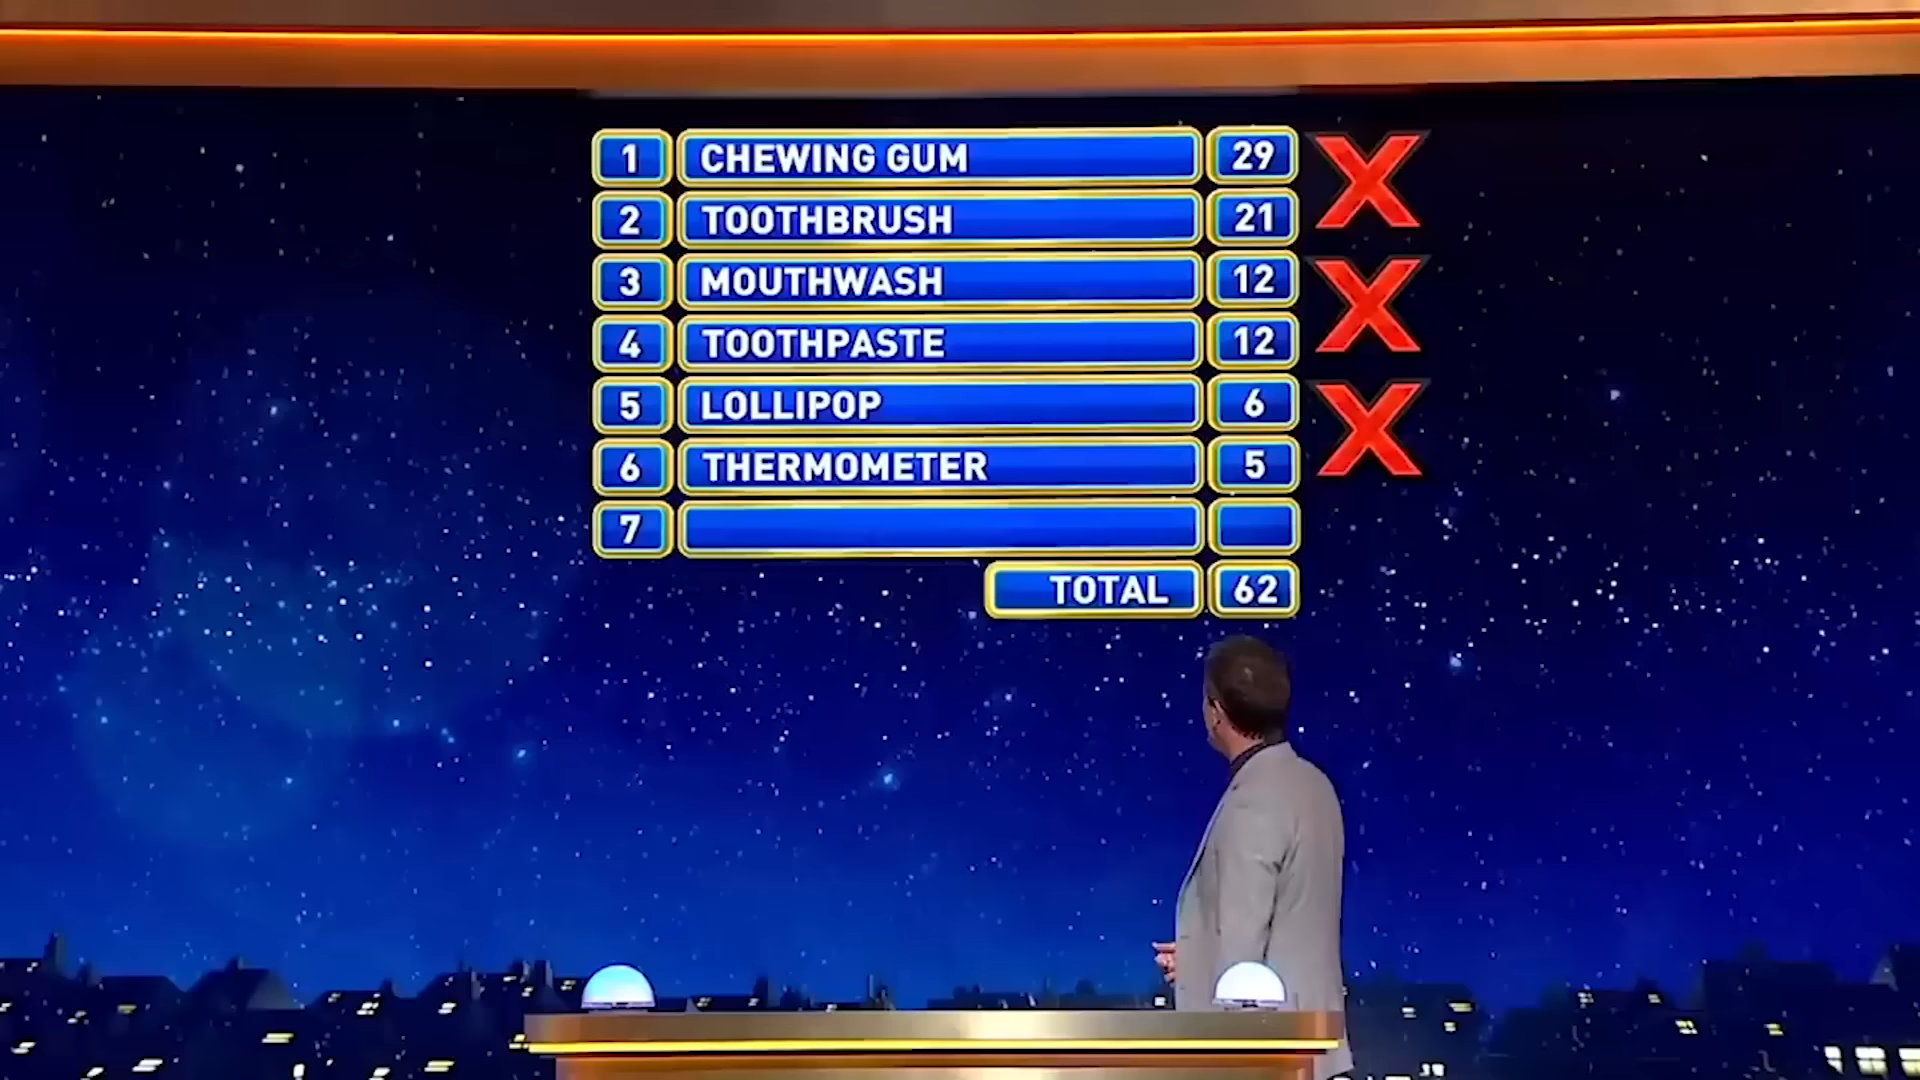 1 CHEWING GUM 29
2 TOOTHBRUSH 21
3 MOUTHWASH 12
4 TOOTHPASTE 12
5 LOLLIPOP 6
6 THERMOMETER 5
7
TOTAL 62
X
X
X